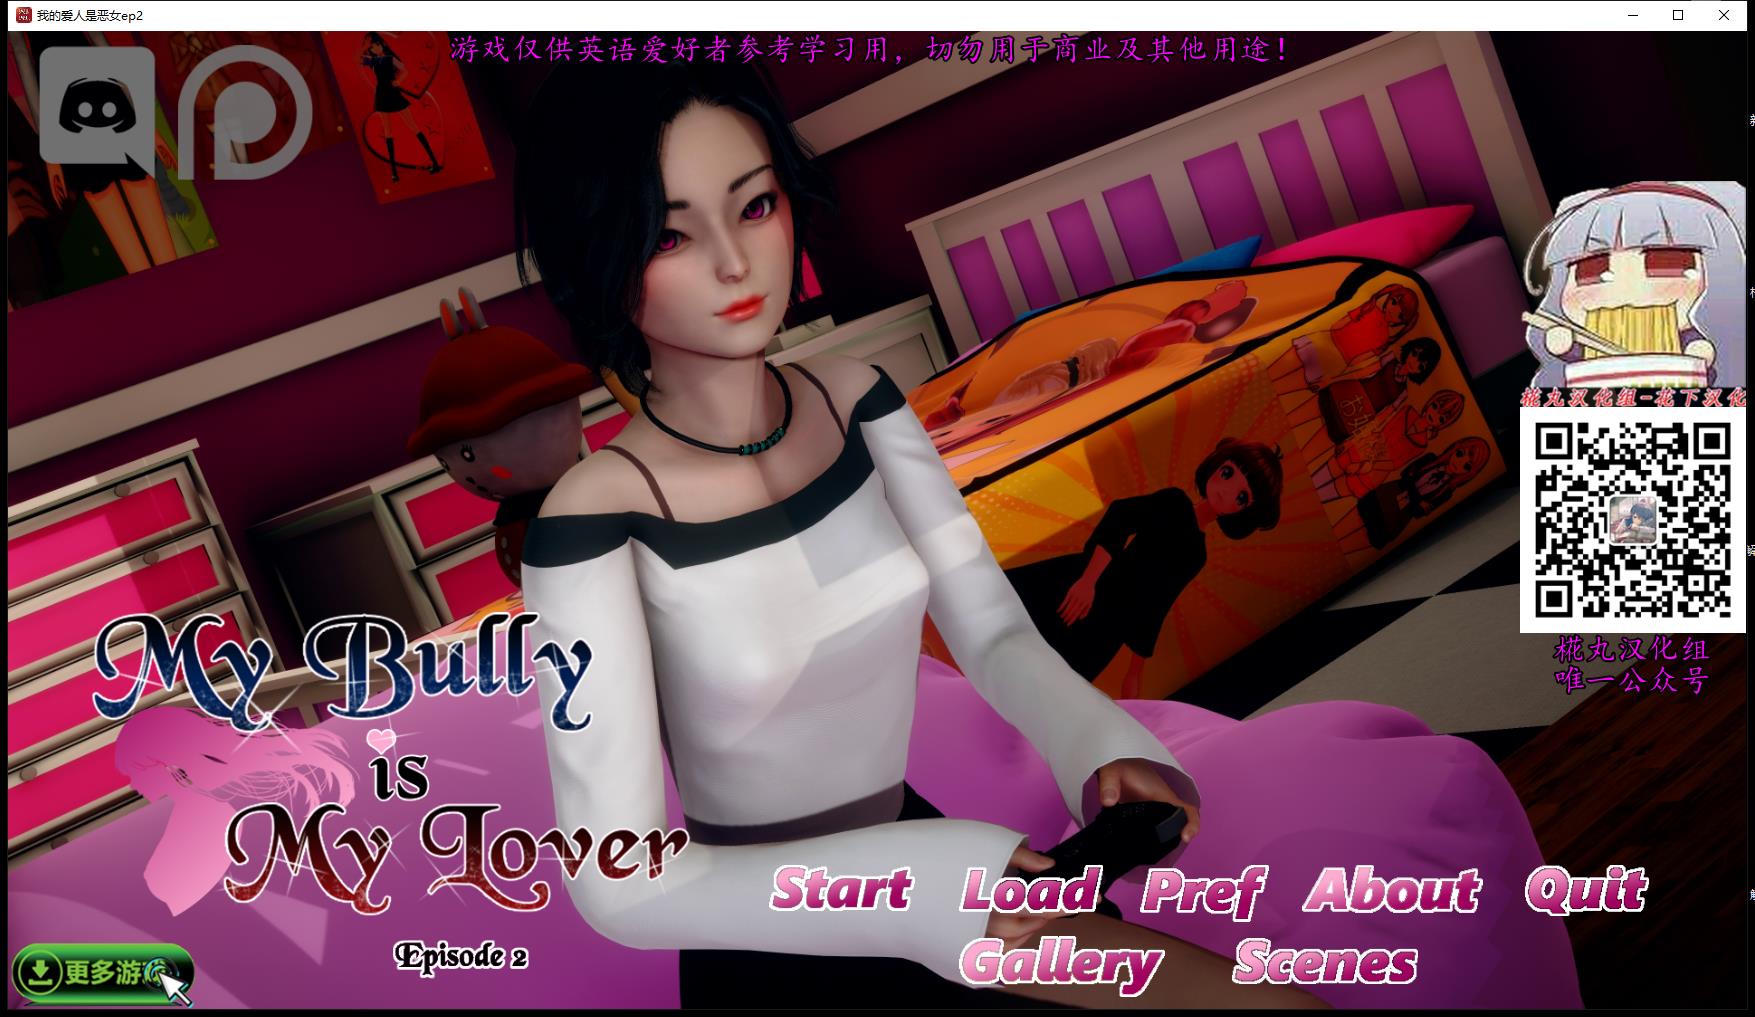 我的爱人是恶女ep2
游戏仅供英语爱好者参考学习用，切勿用于商业及其他用途！
椛丸汉化组-花下汉化
椛丸汉化组
唯一公众号
My Bully
is
My Lover
Episode 2
Start Load Pref About Quit
Gallery Scenes
更多游